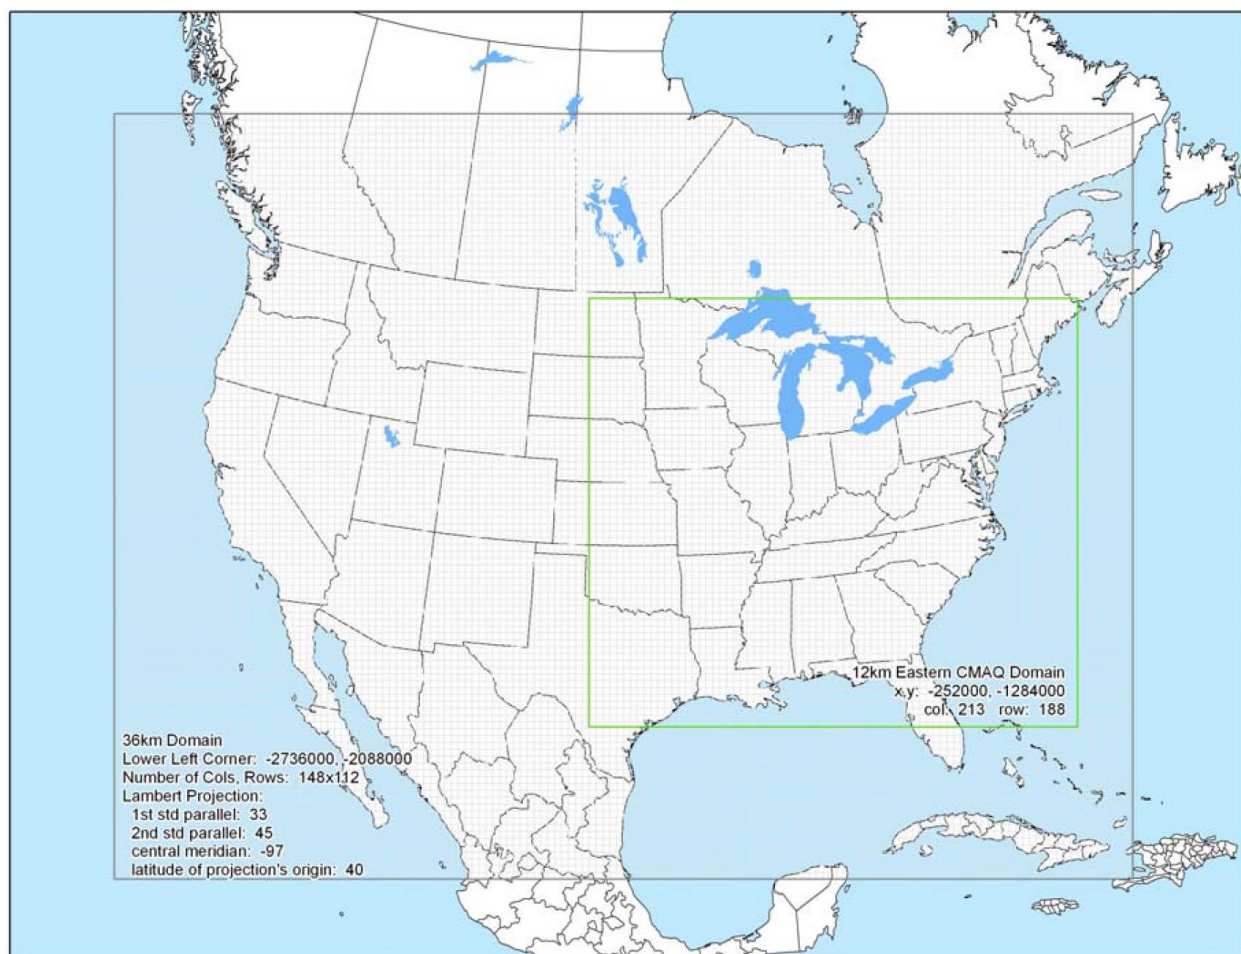 12km Eastern CMAQ Domain
x,y: -252000, -1284000
col: 213 row: 188
36km Domain
Lower Left Corner: -2736000, -2088000
Number of Cols, Rows: 148x112
Lambert Projection:
1st std parallel: 33
2nd std parallel: 45
central meridian: -97
latitude of projection's origin: 40